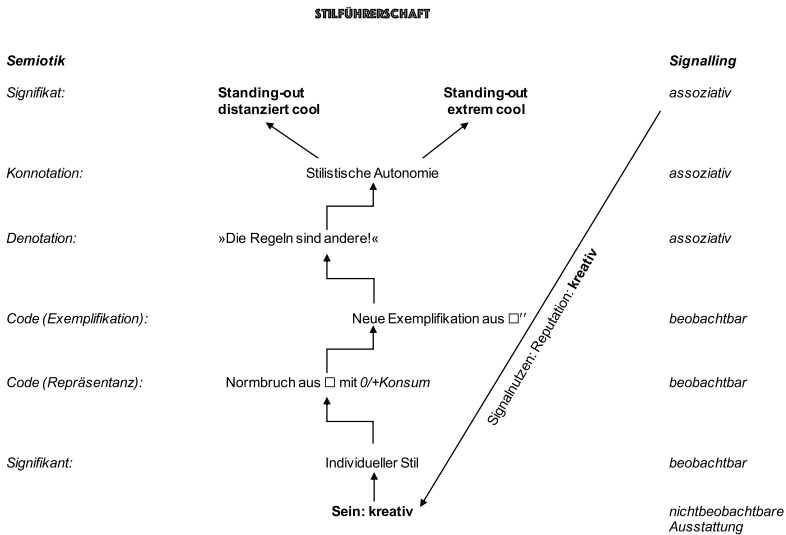 STILFÜHRERSCHAFT
Semiotik Signalling
Signifikat: Standing-out distanziert cool Standing-out extrem cool assoziativ
Konnotation: Stilistische Autonomie assoziativ
Denotation: »Die Regeln sind andere!« assoziativ
Code (Exemplifikation): Neue Exemplifikation aus □′′ beobachtbar
Code (Repräsentanz): Normbruch aus □ mit 0/+Konsum beobachtbar
Signifikant: Individueller Stil beobachtbar
Sein: kreativ nichtbeobachtbare
Ausstattung
Signalnutzen: Reputation: kreativ